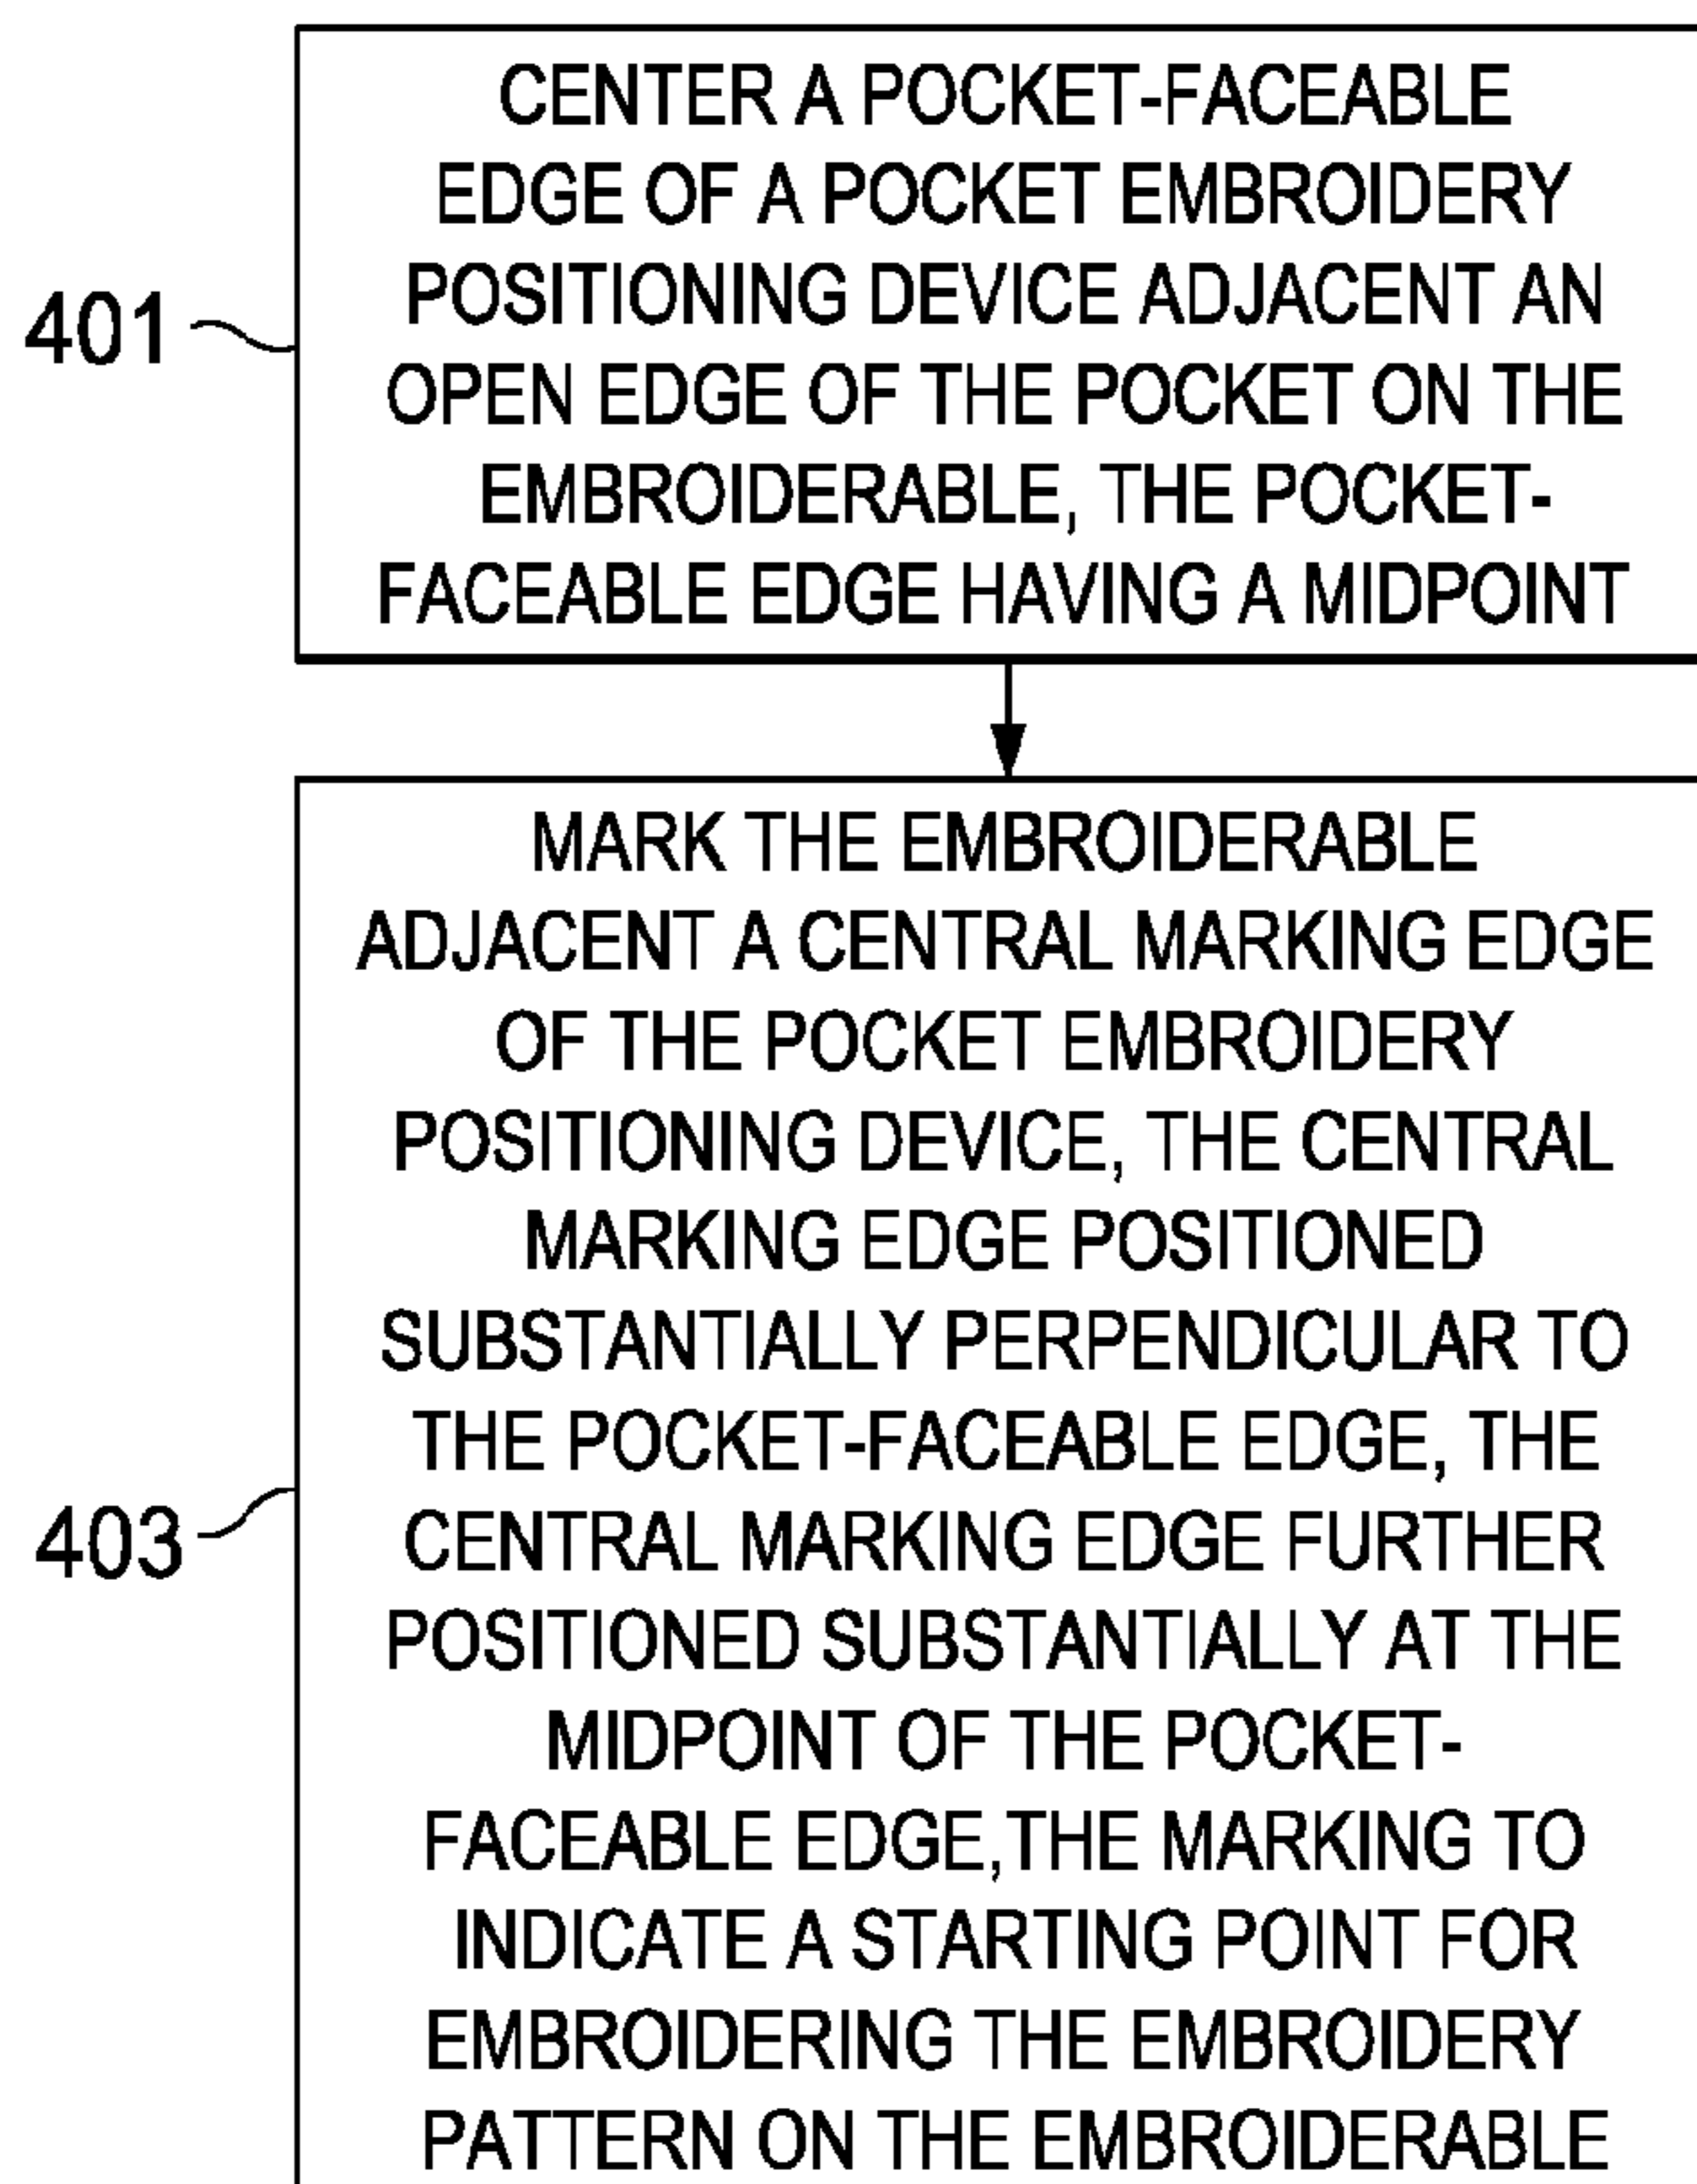 CENTER A POCKET-FACEABLE
EDGE OF A POCKET EMBROIDERY
POSITIONING DEVICE ADJACENT AN
OPEN EDGE OF THE POCKET ON THE
EMBROIDERABLE, THE POCKET-
FACEABLE EDGE HAVING A MIDPOINT
401
MARK THE EMBROIDERABLE
ADJACENT A CENTRAL MARKING EDGE
OF THE POCKET EMBROIDERY
POSITIONING DEVICE, THE CENTRAL
MARKING EDGE POSITIONED
SUBSTANTIALLY PERPENDICULAR TO
THE POCKET-FACEABLE EDGE, THE
CENTRAL MARKING EDGE FURTHER
POSITIONED SUBSTANTIALLY AT THE
MIDPOINT OF THE POCKET-
FACEABLE EDGE,THE MARKING TO
INDICATE A STARTING POINT FOR
EMBROIDERING THE EMBROIDERY
PATTERN ON THE EMBROIDERABLE
403